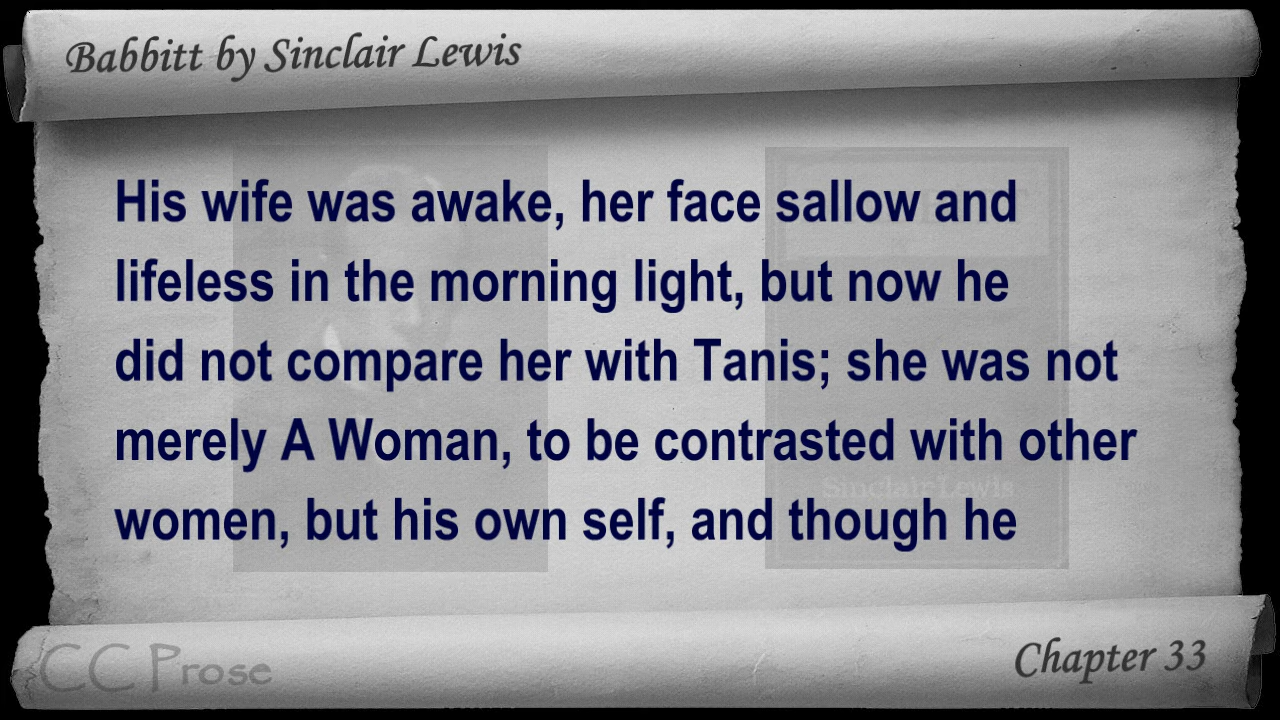 Babbitt by Sinclair Lewis
His wife was awake, her face sallow and
lifeless in the morning light, but now he
did not compare her with Tanis; she was not
merely A Woman, to be contrasted with other
Sinclair Lewis
women, but his own self, and though he
CC Prose
Chapter 33